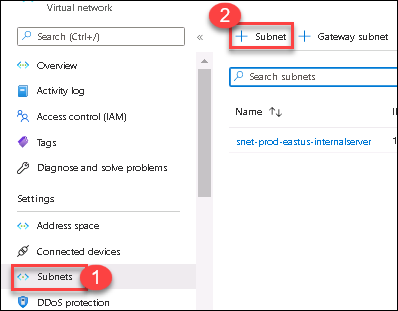 Virtual network
2
Search (Ctrl+/)
«
+ Subnet
+ Gateway subnet
Overview
Activity log
Access control (IAM)
Tags
Diagnose and solve problems
Search subnets
Name ↑↓
snet-prod-eastus-internalserver
Settings
Address space
Connected devices
Subnets
1
DDoS protection